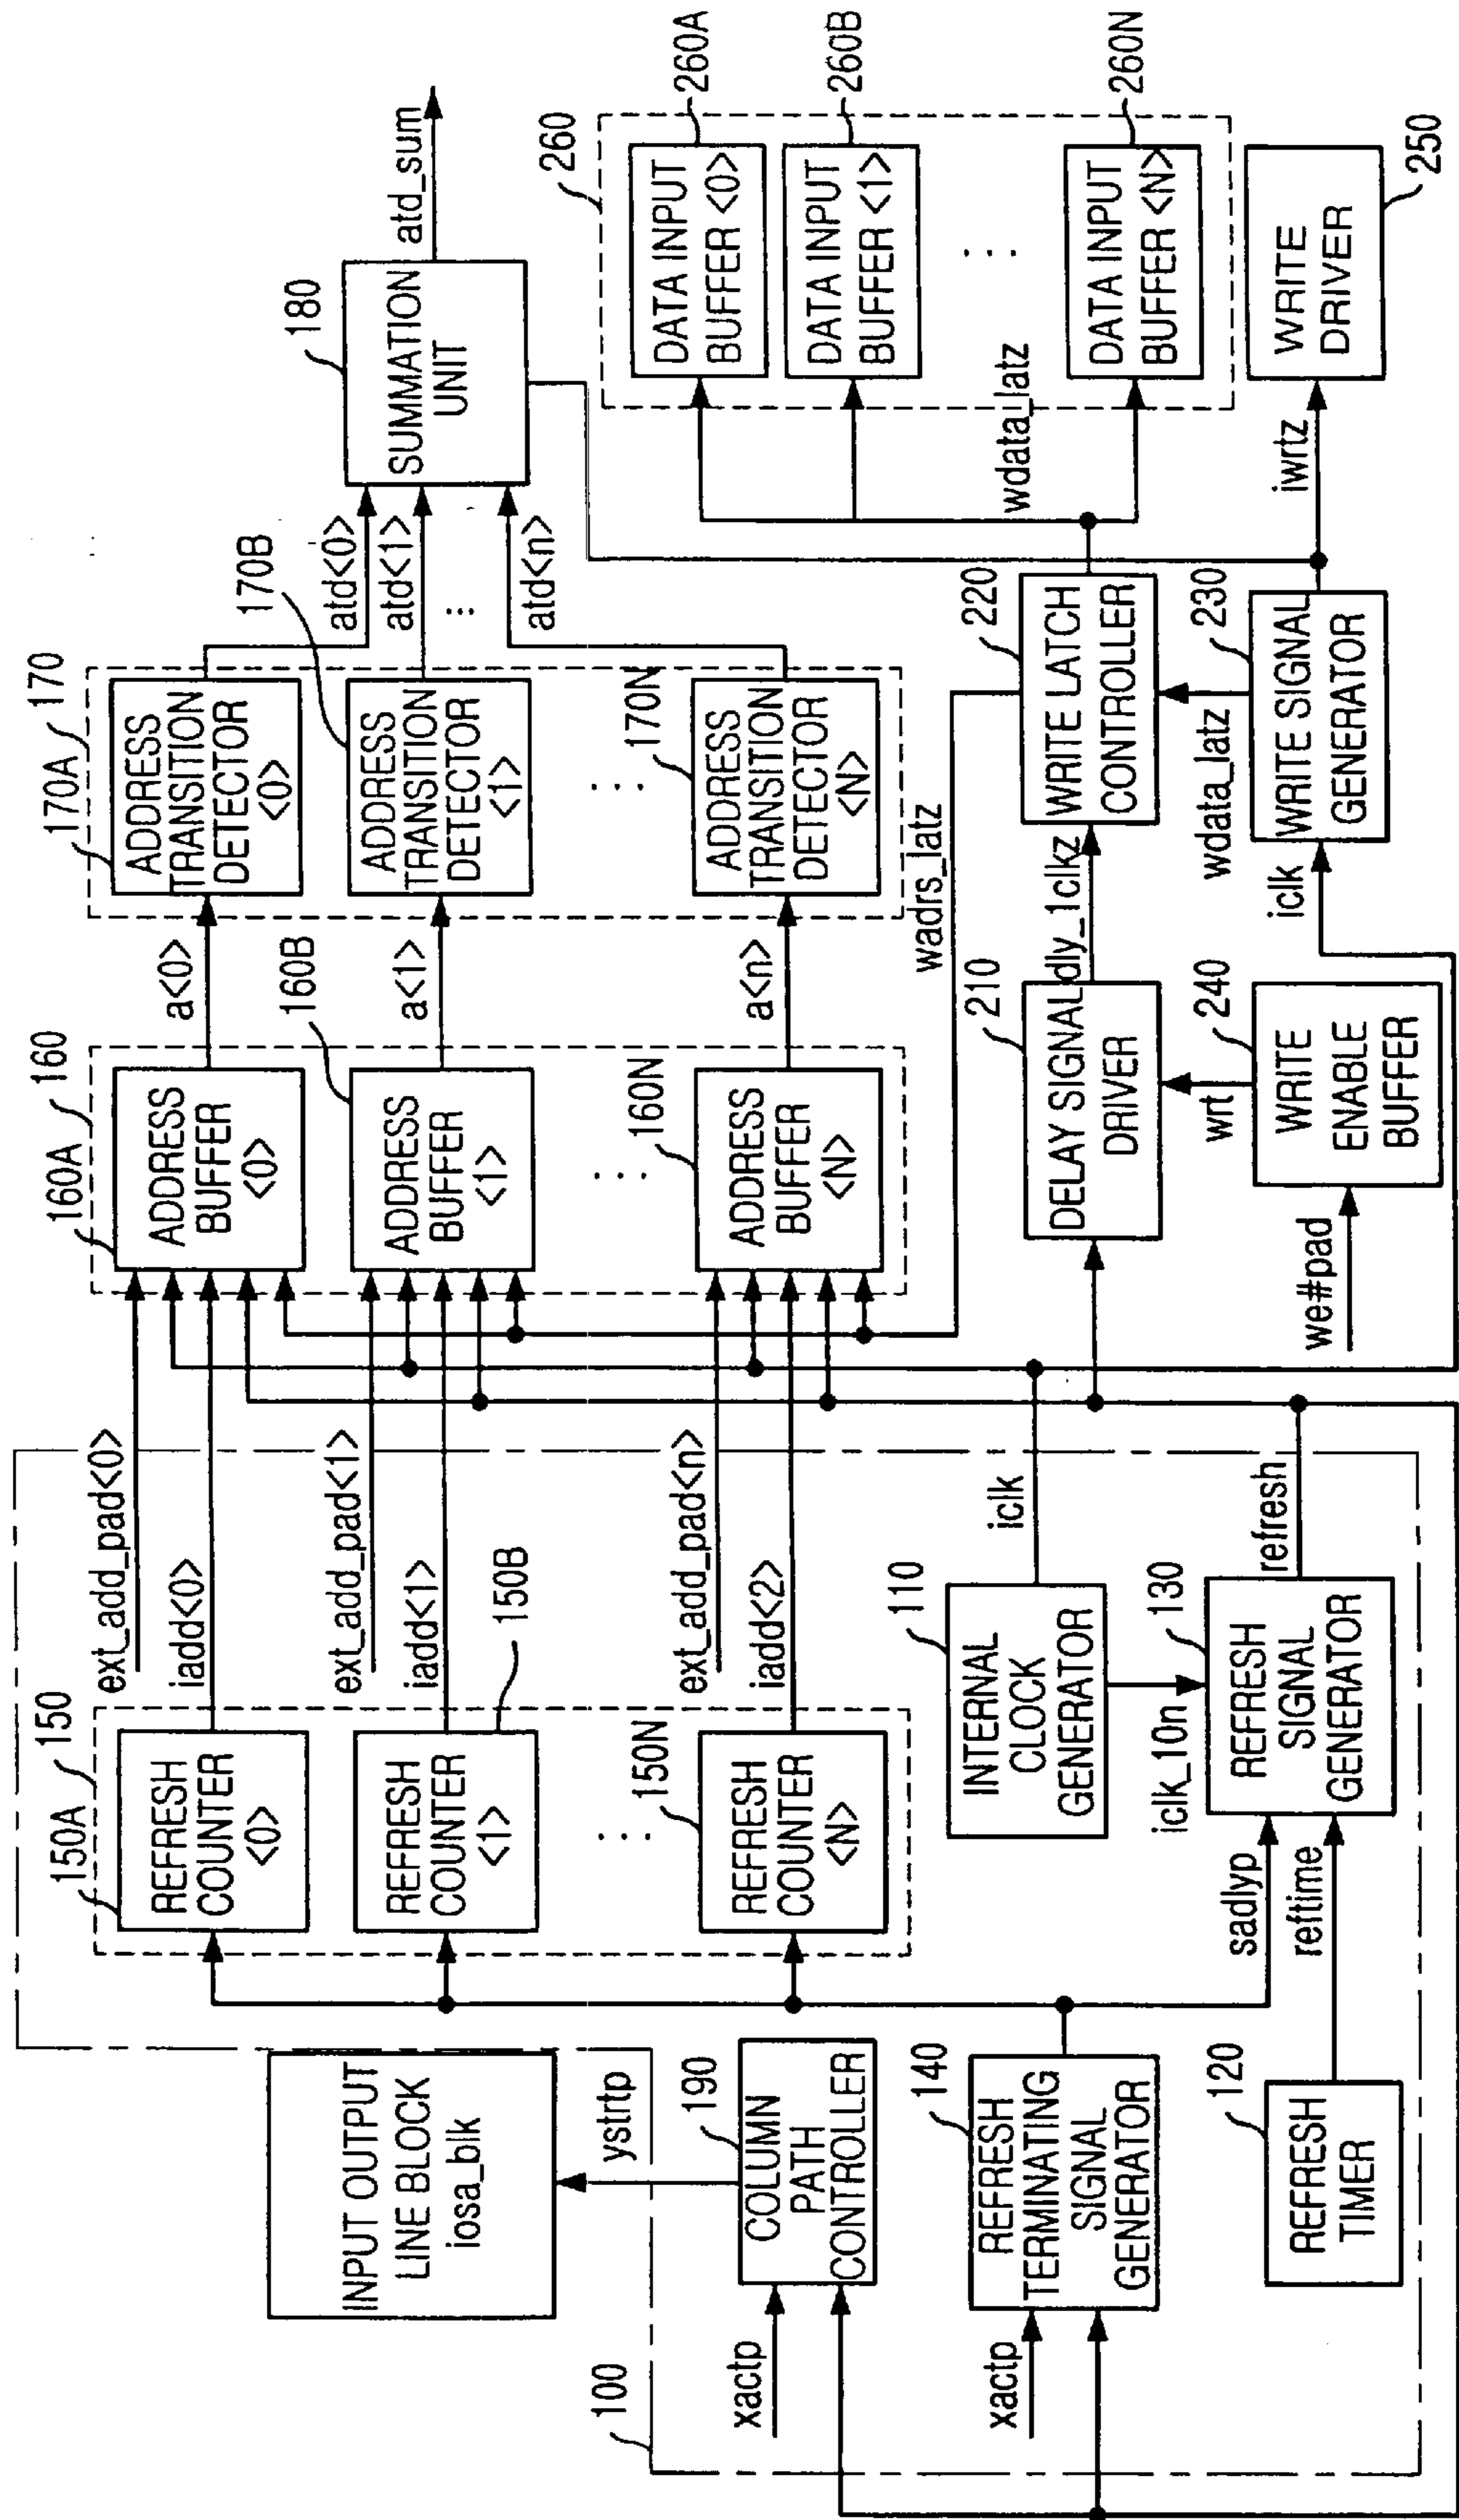 100
INPUT OUTPUT
LINE BLOCK
iosa_blk
ystrtp
190
COLUMN
PATH
CONTROLLER
xactp
140
REFRESH
TERMINATING
SIGNAL
GENERATOR
xactp
120
REFRESH
TIMER
sadlyp
reftime
150
150A
REFRESH
COUNTER
<0>
150B
REFRESH
COUNTER
<1>
...
150N
REFRESH
COUNTER
<N>
ext_add_pad<0>
iadd<0>
ext_add_pad<1>
iadd<1>
ext_add_pad<n>
iadd<2>
110
INTERNAL
CLOCK
GENERATOR
iclk
iclk_10n
130
REFRESH
SIGNAL
GENERATOR
refresh
160
160A
ADDRESS
BUFFER
<0>
160B
ADDRESS
BUFFER
<1>
...
160N
ADDRESS
BUFFER
<N>
a<0>
a<1>
a<n>
170
170A
ADDRESS
TRANSITION
DETECTOR
<0>
170B
ADDRESS
TRANSITION
DETECTOR
<1>
...
170N
ADDRESS
TRANSITION
DETECTOR
<N>
atd<0>
atd<1>
...
atd<n>
180
SUMMATION
UNIT
atd_sum
wadrs_latz
210
DELAY SIGNAL
DRIVER
dly_1clkz
wrt
240
WRITE
ENABLE
BUFFER
we#pad
220
WRITE LATCH
CONTROLLER
wdata_latz
230
WRITE SIGNAL
GENERATOR
iclk
wdata_latz
iwrtz
260
DATA INPUT
BUFFER <0>
260A
DATA INPUT
BUFFER <1>
260B
...
DATA INPUT
BUFFER <N>
260N
WRITE
DRIVER
250